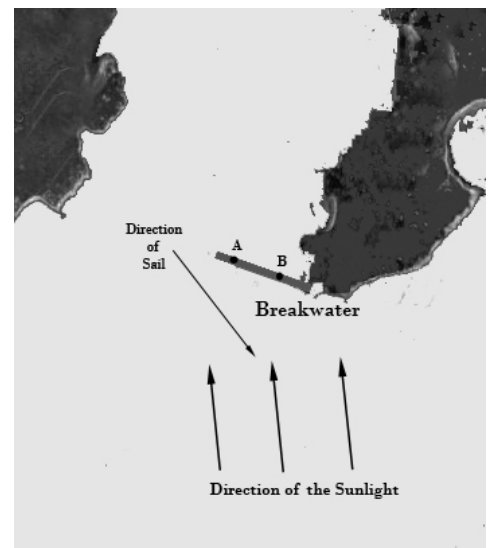 Direction
of
Sail
A
B
Breakwater
Direction of the Sunlight